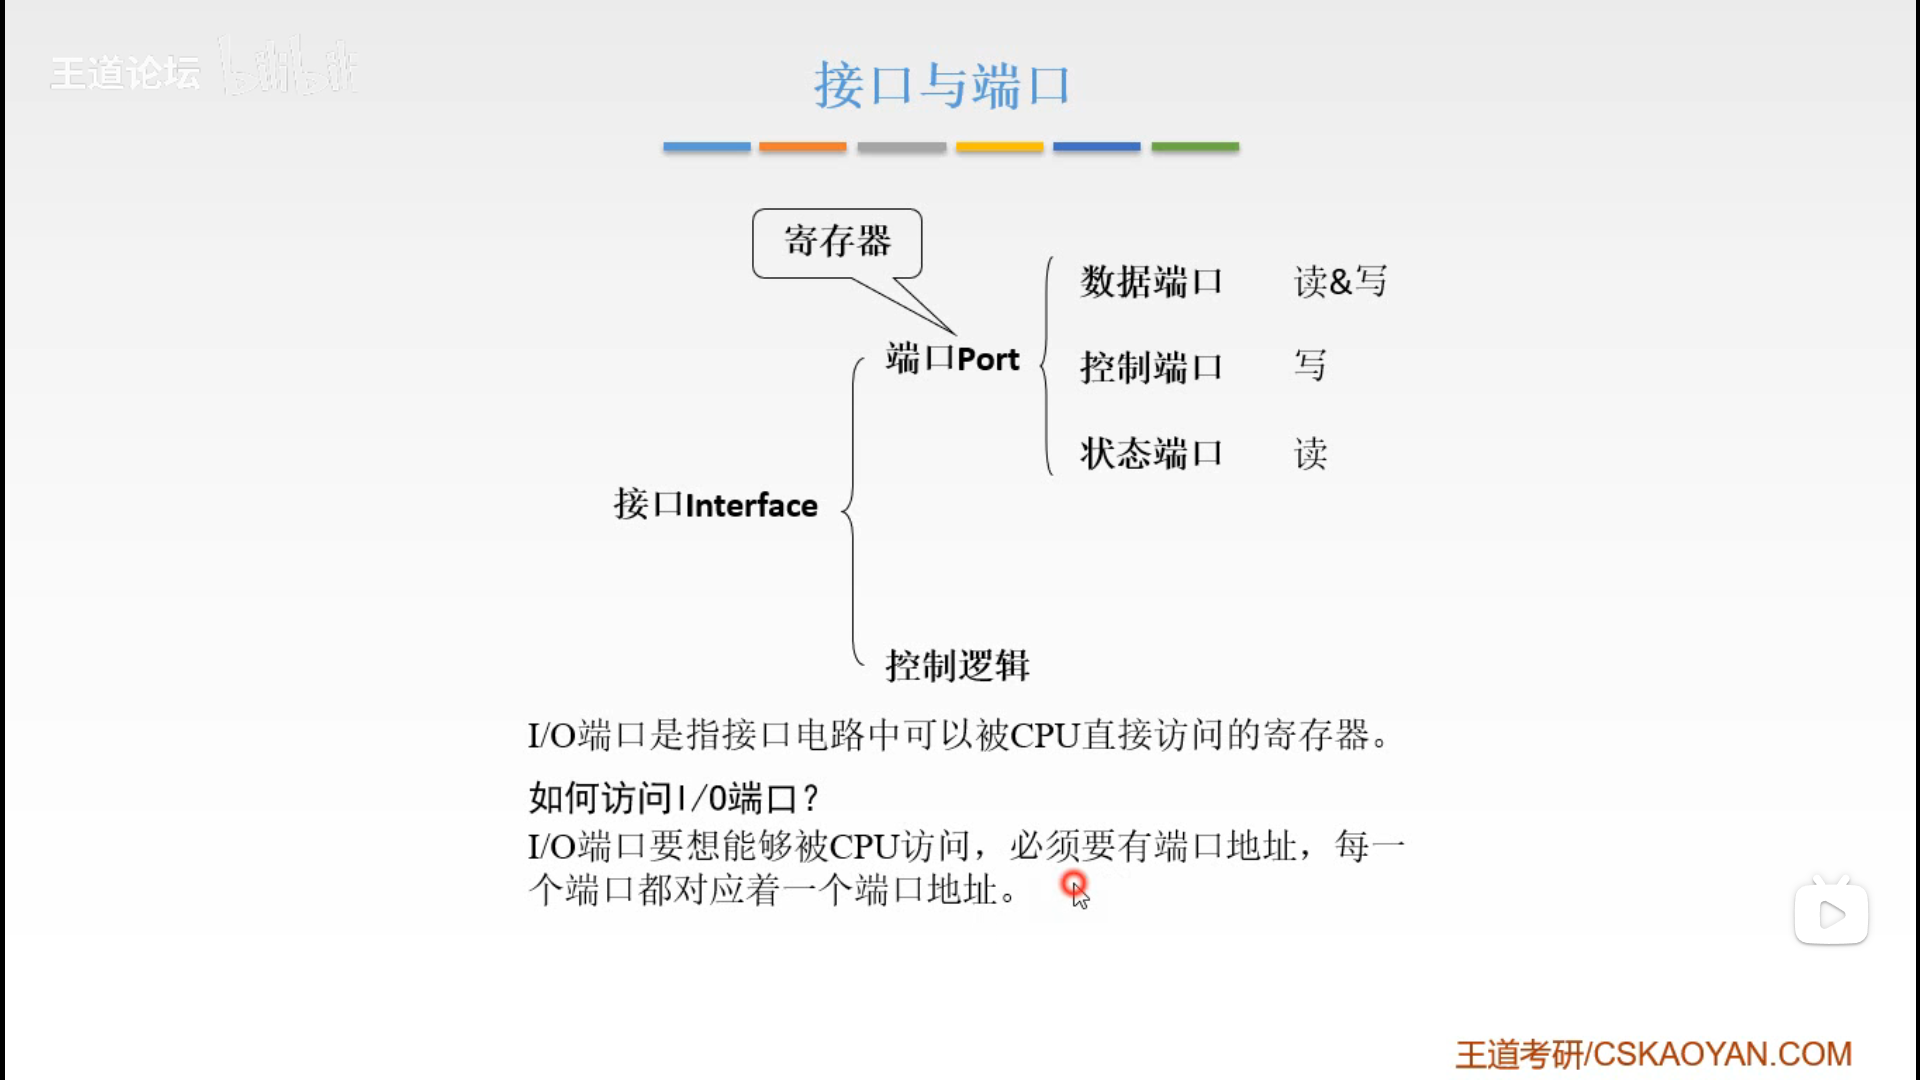 王道论坛 bilibili
接口与端口
寄存器
数据端口 读&写
端口Port
控制端口 写
状态端口 读
接口Interface
控制逻辑
I/O端口是指接口电路中可以被CPU直接访问的寄存器。
如何访问I/O端口?
I/O端口要想能够被CPU访问，必须要有端口地址，每一
个端口都对应着一个端口地址。
王道考研/CSKAOYAN.COM